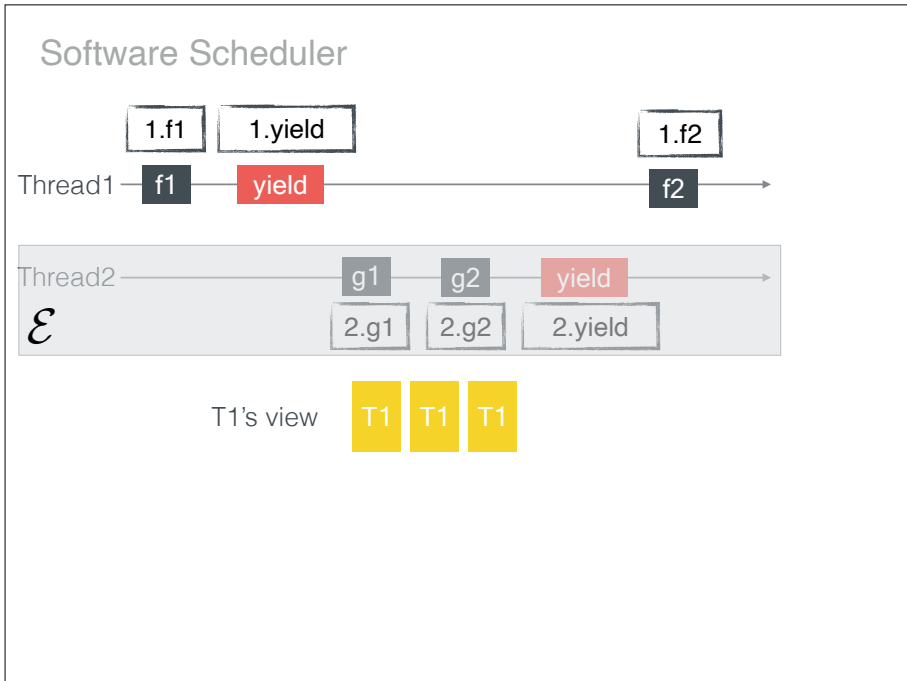 Software Scheduler
1.f1 1.yield 1.f2
Thread1 f1 yield f2
Thread2 g1 g2 yield
ℰ 2.g1 2.g2 2.yield
T1's view T1 T1 T1